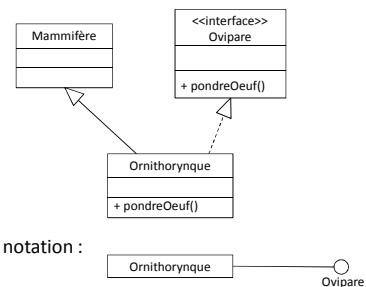 <<interface>>
Mammifère
Ovipare
+ pondreOeuf()
Ornithorynque
+ pondreOeuf()
notation :
Ornithorynque
Ovipare